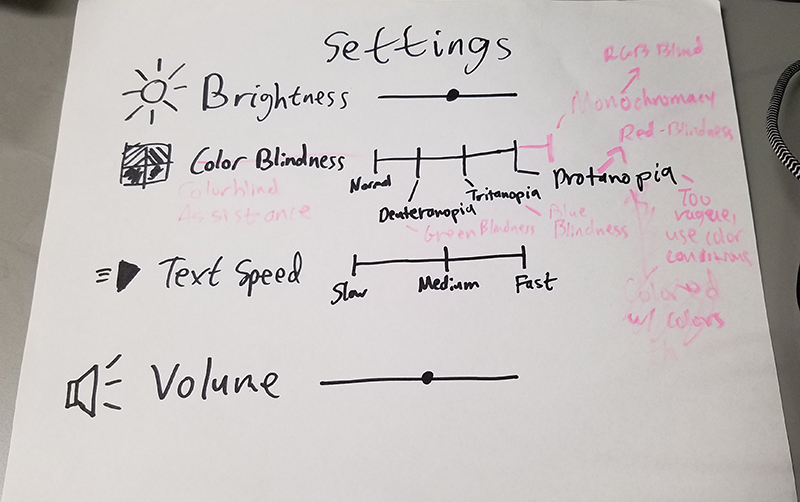 Settings
RGB Blind
Brightness
Monochromacy
Red-Blindness
Color Blindness
Normal
Deuteranopia
Tritanopia
Protanopia
Colorblind
Assistance
Green Blindness
Blue
Blindness
Too
vague,
use color
conditions
Text Speed
Slow
Medium
Fast
Colored
w/ colors
Volume